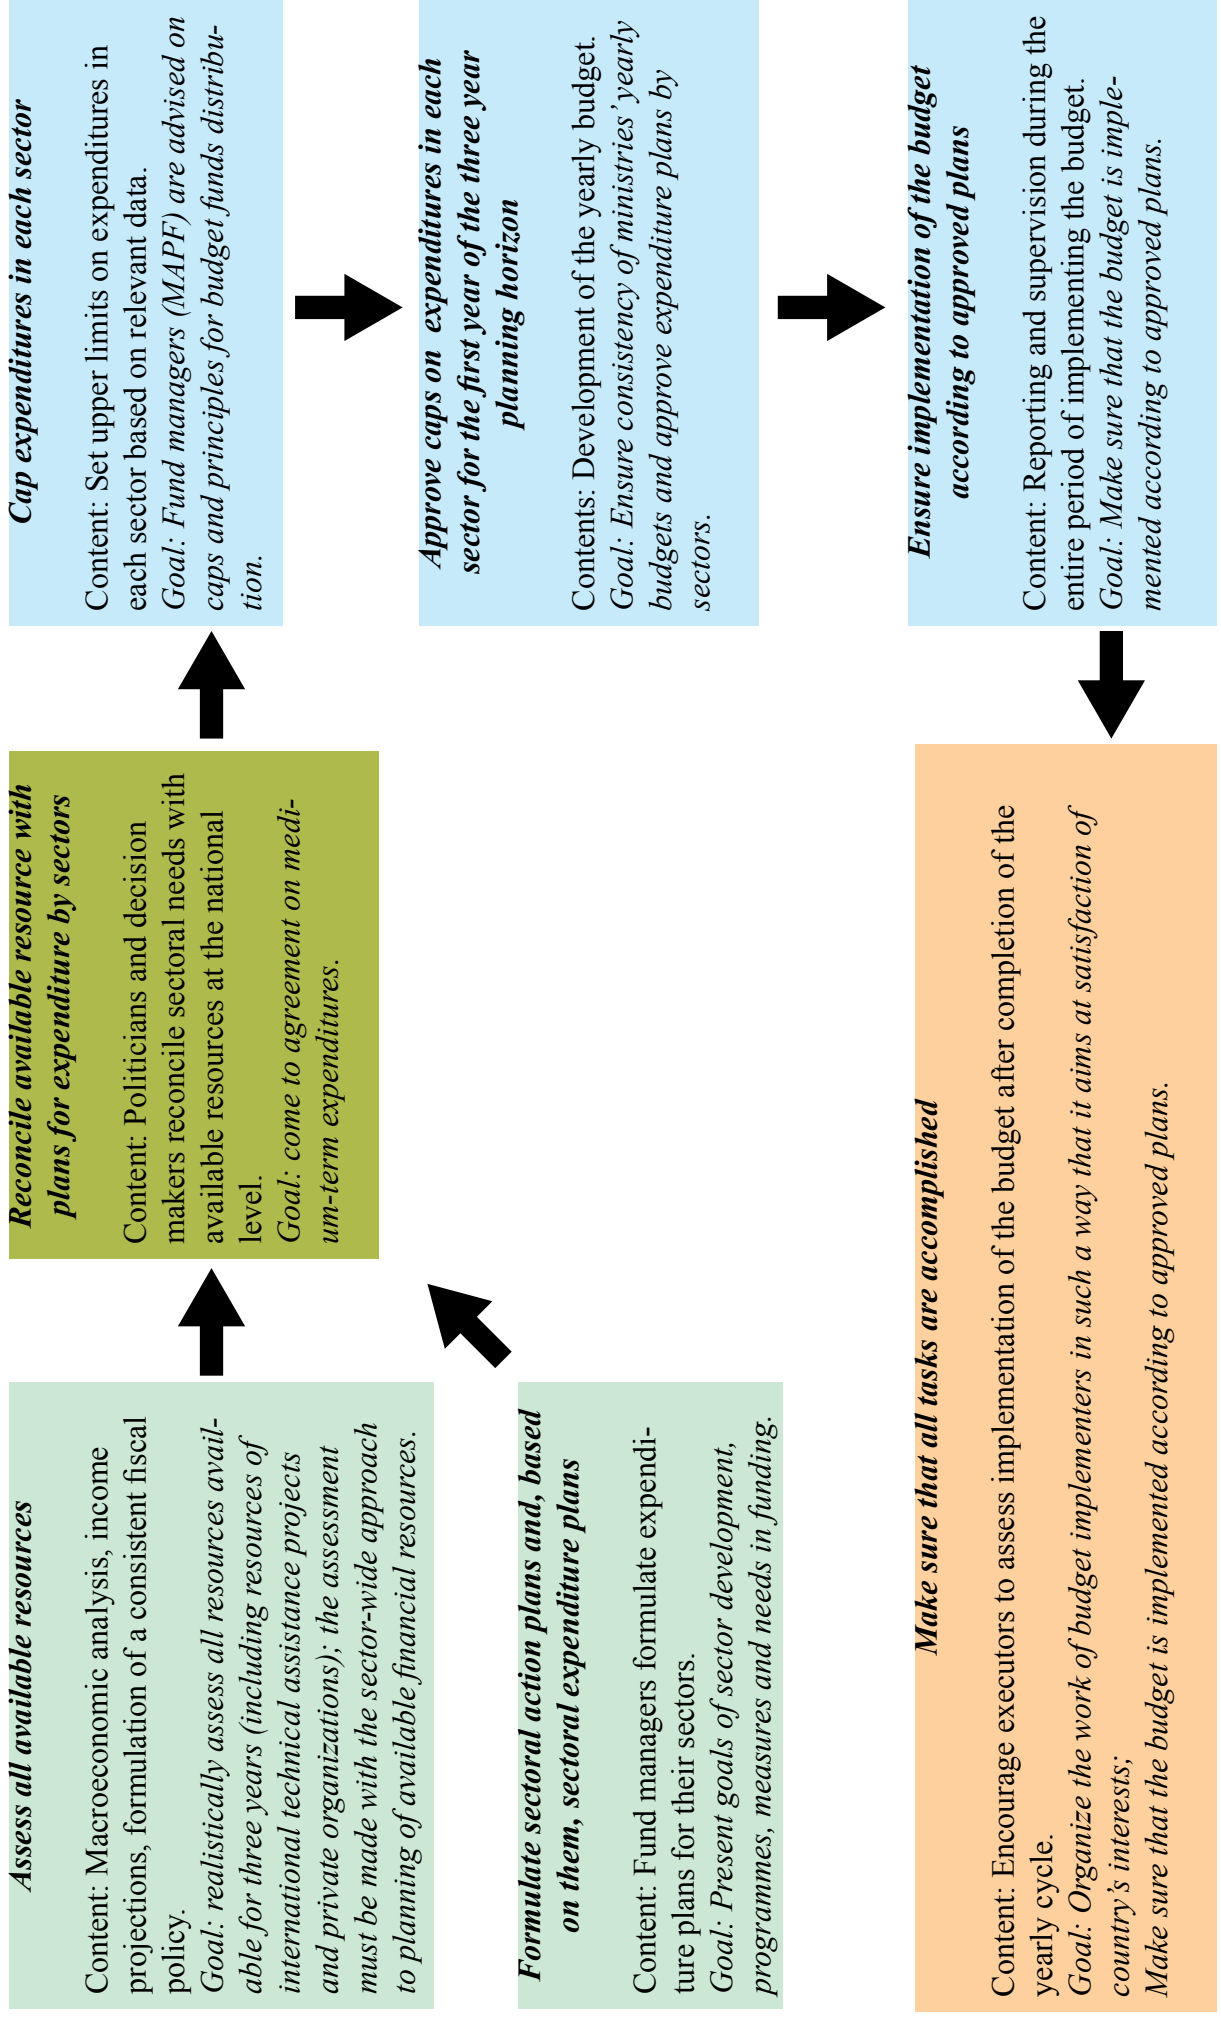 Assess all available resources
Content: Macroeconomic analysis, income
projections, formulation of a consistent fiscal
policy.
Goal: realistically assess all resources avail-
able for three years (including resources of
international technical assistance projects
and private organizations); the assessment
must be made with the sector-wide approach
to planning of available financial resources.
Formulate sectoral action plans and, based
on them, sectoral expenditure plans
Content: Fund managers formulate expendi-
ture plans for their sectors.
Goal: Present goals of sector development,
programmes, measures and needs in funding.
Reconcile available resource with
plans for expenditure by sectors
Content: Politicians and decision
makers reconcile sectoral needs with
available resources at the national
level.
Goal: come to agreement on medi-
um-term expenditures.
Cap expenditures in each sector
Content: Set upper limits on expenditures in
each sector based on relevant data.
Goal: Fund managers (MAPF) are advised on
caps and principles for budget funds distribu-
tion.
Approve caps on expenditures in each
sector for the first year of the three year
planning horizon
Contents: Development of the yearly budget.
Goal: Ensure consistency of ministries' yearly
budgets and approve expenditure plans by
sectors.
Ensure implementation of the budget
according to approved plans
Content: Reporting and supervision during the
entire period of implementing the budget.
Goal: Make sure that the budget is imple-
mented according to approved plans.
Make sure that all tasks are accomplished
Content: Encourage executors to assess implementation of the budget after completion of the
yearly cycle.
Goal: Organize the work of budget implementers in such a way that it aims at satisfaction of
country's interests;
Make sure that the budget is implemented according to approved plans.